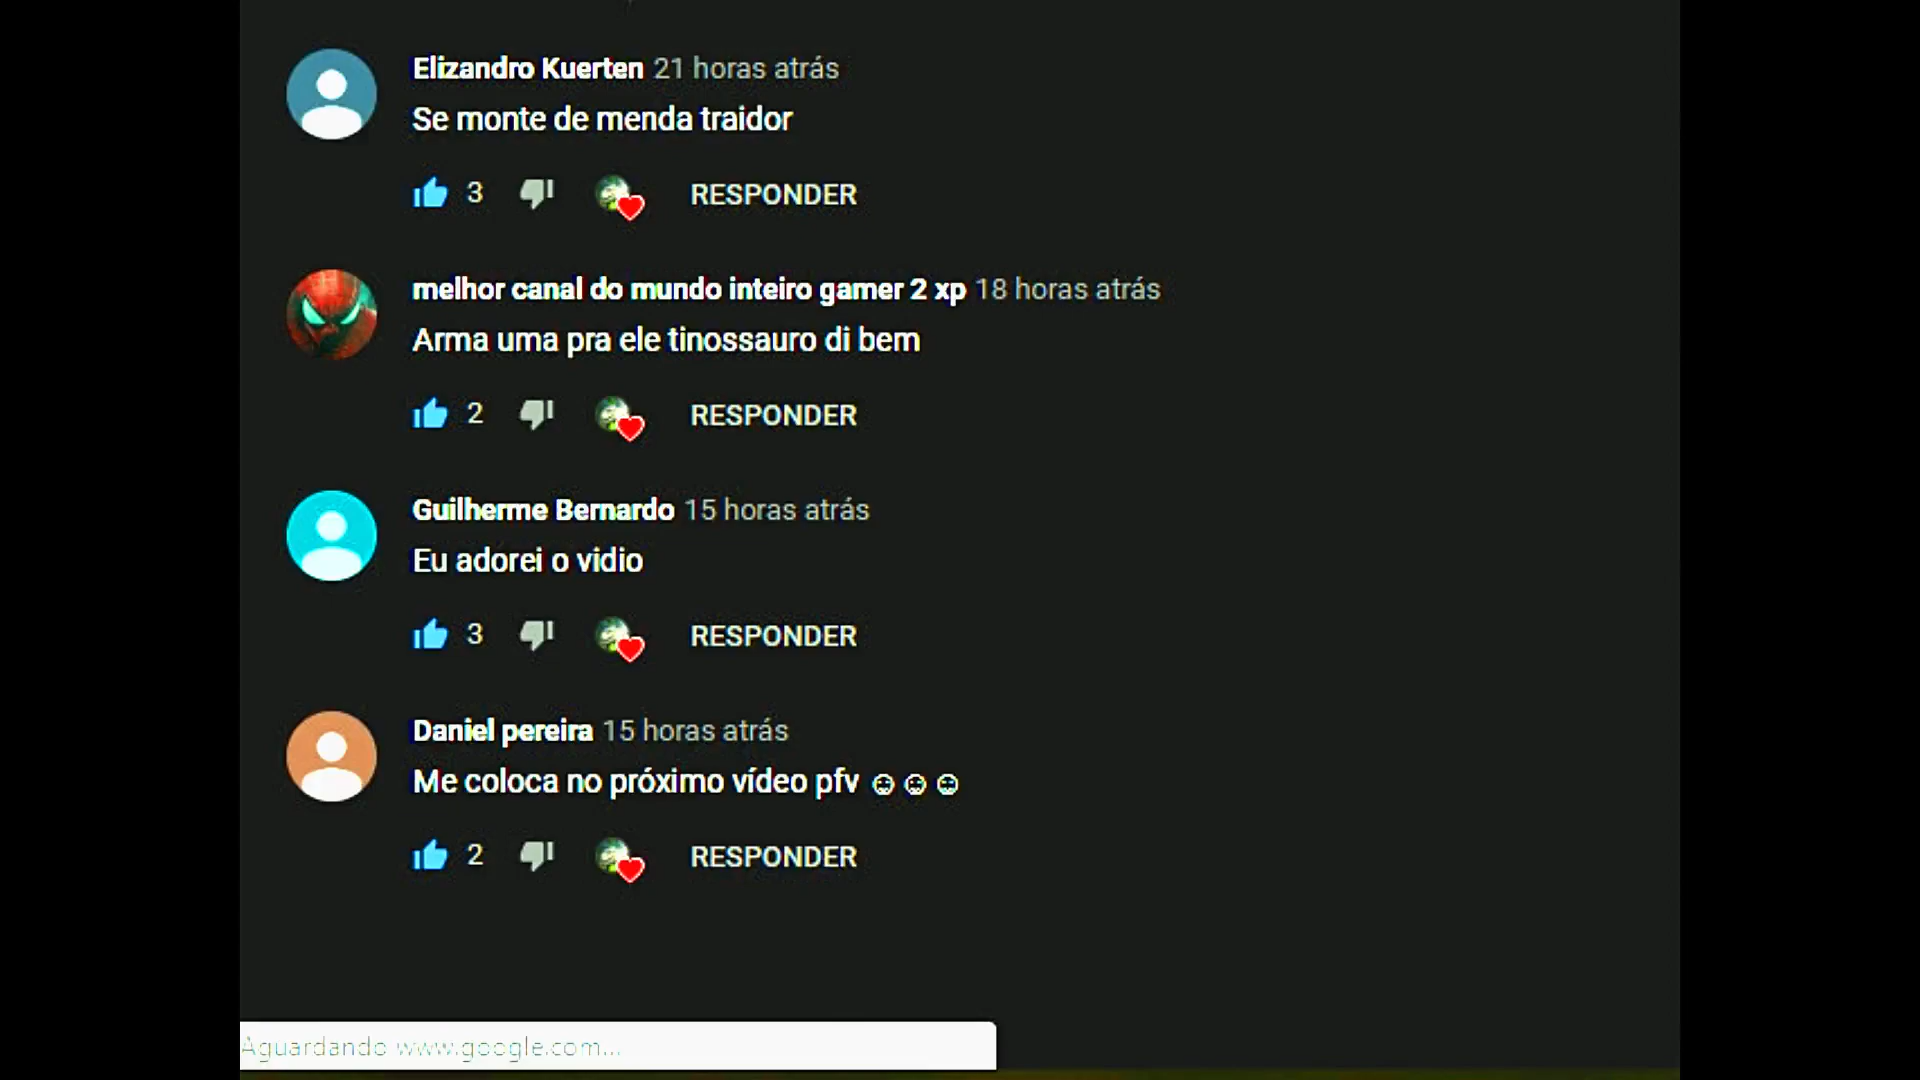 Elizandro Kuerten 21 horas atrás
Se monte de menda traidor
3 RESPONDER
melhor canal do mundo inteiro gamer 2 xp 18 horas atrás
Arma uma pra ele tinossauro di bem
2 RESPONDER
Guilherme Bernardo 15 horas atrás
Eu adorei o vidio
3 RESPONDER
Daniel pereira 15 horas atrás
Me coloca no próximo vídeo pfv
2 RESPONDER
Aguardando www.google.com...